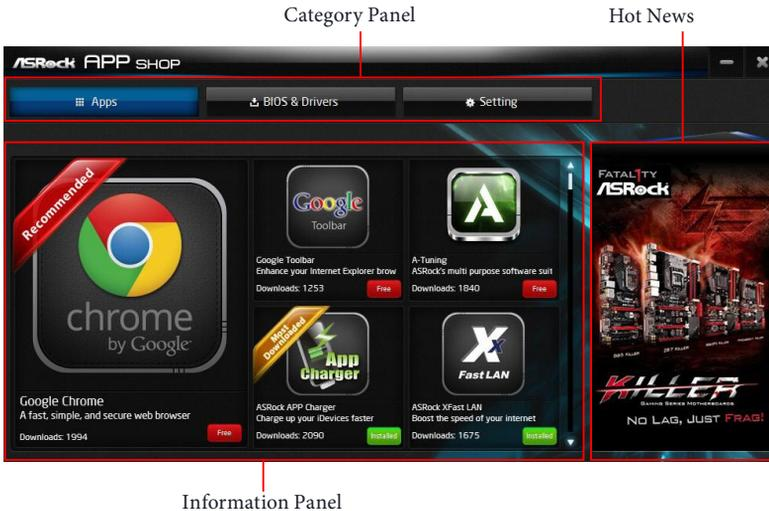 Category Panel
Hot News
ASRock APP SHOP
Apps
BIOS & Drivers
Setting
Recommended
chrome
by Google
Google Chrome
A fast, simple, and secure web browser
Downloads: 1994
Free
Google
Toolbar
Google Toolbar
Enhance your Internet Explorer brow
Downloads: 1253
Free
A-Tuning
ASRock's multi purpose software suit
Downloads: 1840
Free
Most
Downloaded
App
Charger
ASRock APP Charger
Charge up your iDevices faster
Downloads: 2090
Installed
X
Fast LAN
ASRock XFast LAN
Boost the speed of your internet
Downloads: 1675
Installed
FATAL1TY
ASRock
KILLER
GAMING SERIES MOTHERBOARDS
NO LAG, JUST FRAG!
Information Panel